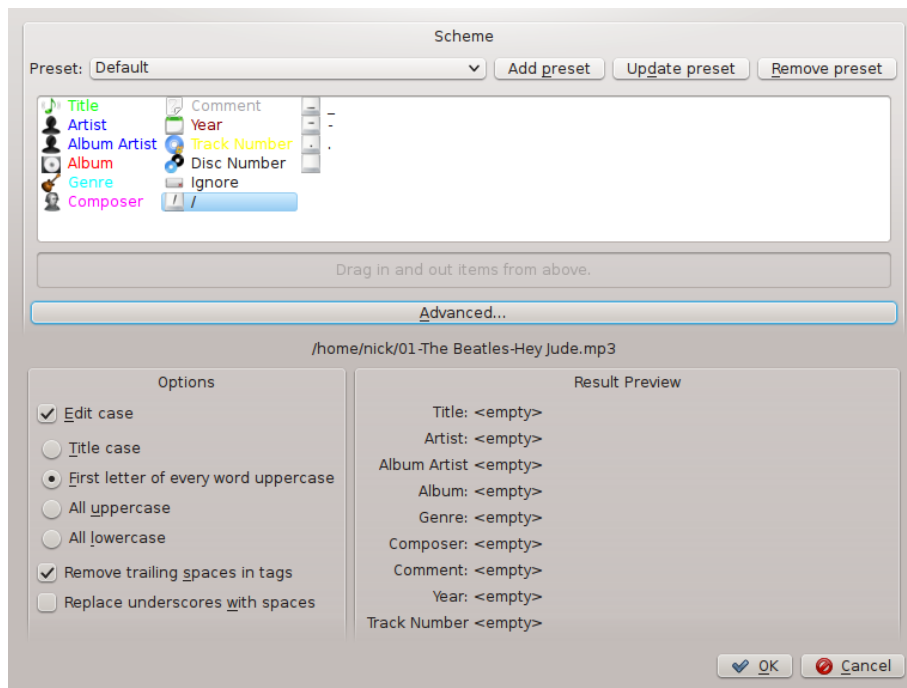 Scheme
Preset: Default Add preset Update preset Remove preset
Title Comment _ _
Artist Year - -
Album Artist Track Number . .
Album Disc Number
Genre Ignore
Composer / /
Drag in and out items from above.
Advanced...
/home/nick/01-The Beatles-Hey Jude.mp3
Options
Edit case
Title case
First letter of every word uppercase
All uppercase
All lowercase
Remove trailing spaces in tags
Replace underscores with spaces
Result Preview
Title: <empty>
Artist: <empty>
Album Artist <empty>
Album: <empty>
Genre: <empty>
Composer: <empty>
Comment: <empty>
Year: <empty>
Track Number <empty>
OK Cancel